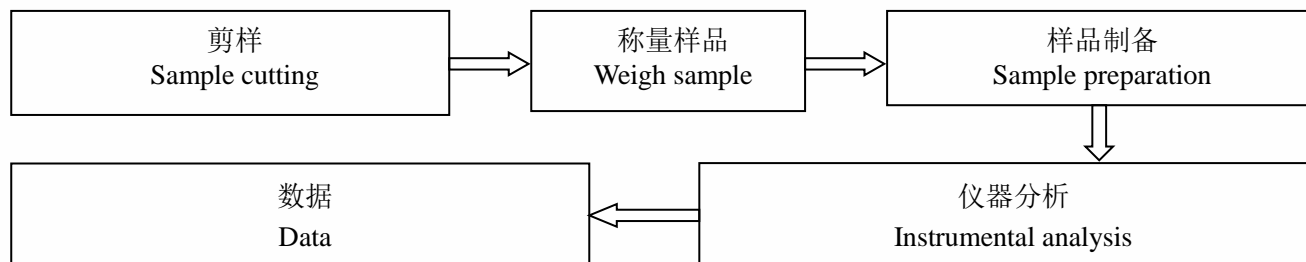 剪样
Sample cutting
称量样品
Weigh sample
样品制备
Sample preparation
仪器分析
Instrumental analysis
数据
Data